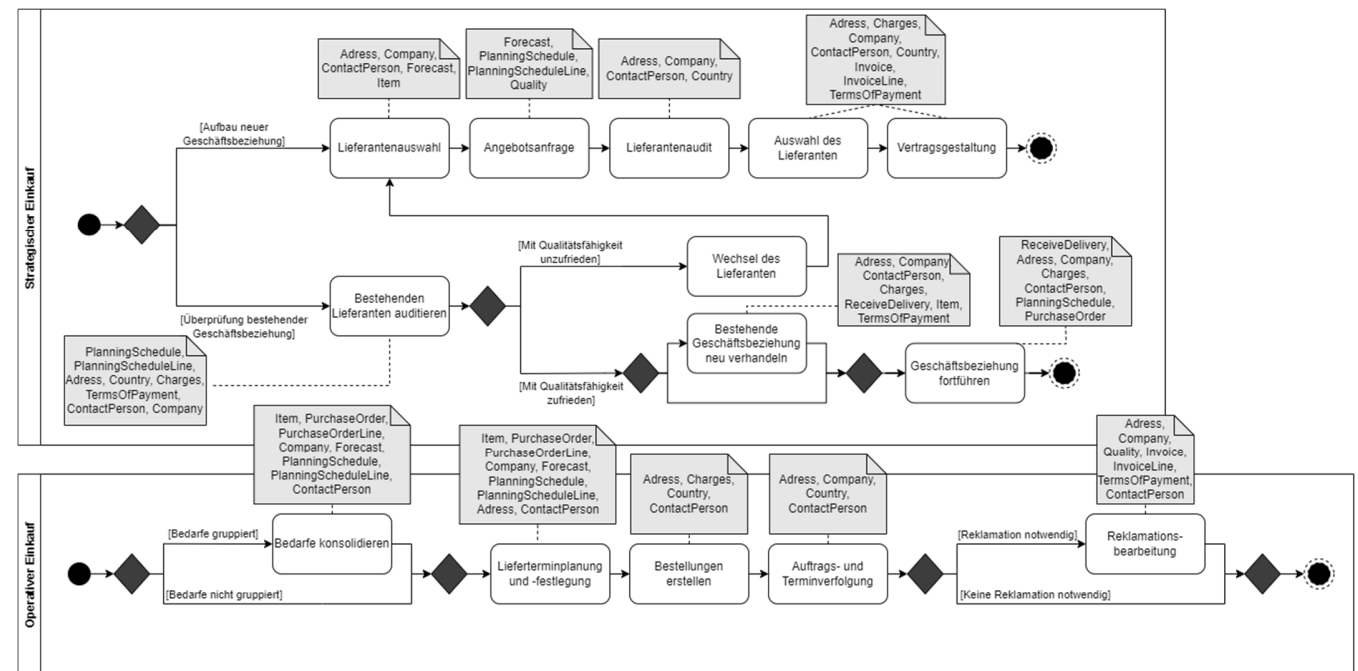 Strategischer Einkauf
Adress, Company,
ContactPerson, Forecast,
Item
Forecast,
PlanningSchedule,
PlanningScheduleLine,
Quality
Adress, Company,
ContactPerson, Country
Adress, Charges,
Company,
ContactPerson, Country,
Invoice,
InvoiceLine,
TermsOfPayment
[Aufbau neuer
Geschäftsbeziehung]
Lieferantenauswahl
Angebotsanfrage
Lieferantenaudit
Auswahl des
Lieferanten
Vertragsgestaltung
[Überprüfung bestehender
Geschäftsbeziehung]
Bestehenden
Lieferanten auditieren
PlanningSchedule,
PlanningScheduleLine,
Adress, Country, Charges,
TermsOfPayment,
ContactPerson, Company
[Mit Qualitätsfähigkeit
unzufrieden]
Wechsel des
Lieferanten
Adress, Company,
ContactPerson,
Charges,
ReceiveDelivery, Item,
TermsOfPayment
ReceiveDelivery,
Adress, Company,
Charges,
ContactPerson,
PlanningSchedule,
PurchaseOrder
[Mit Qualitätsfähigkeit
zufrieden]
Bestehende
Geschäftsbeziehung
neu verhandeln
Geschäftsbeziehung
fortführen
Operativer Einkauf
Item, PurchaseOrder,
PurchaseOrderLine,
Company, Forecast,
PlanningSchedule,
PlanningScheduleLine,
ContactPerson
Item, PurchaseOrder,
PurchaseOrderLine,
Company, Forecast,
PlanningSchedule,
PlanningScheduleLine,
Adress, ContactPerson
Adress, Charges,
Country,
ContactPerson
Adress, Company,
Country,
ContactPerson
Adress,
Company,
Quality, Invoice,
InvoiceLine,
TermsOfPayment,
ContactPerson
[Bedarfe gruppiert]
Bedarfe konsolidieren
[Bedarfe nicht gruppiert]
Lieferterminplanung
und -festlegung
Bestellungen
erstellen
Auftrags- und
Terminverfolgung
[Reklamation notwendig]
Reklamations-
bearbeitung
[Keine Reklamation notwendig]